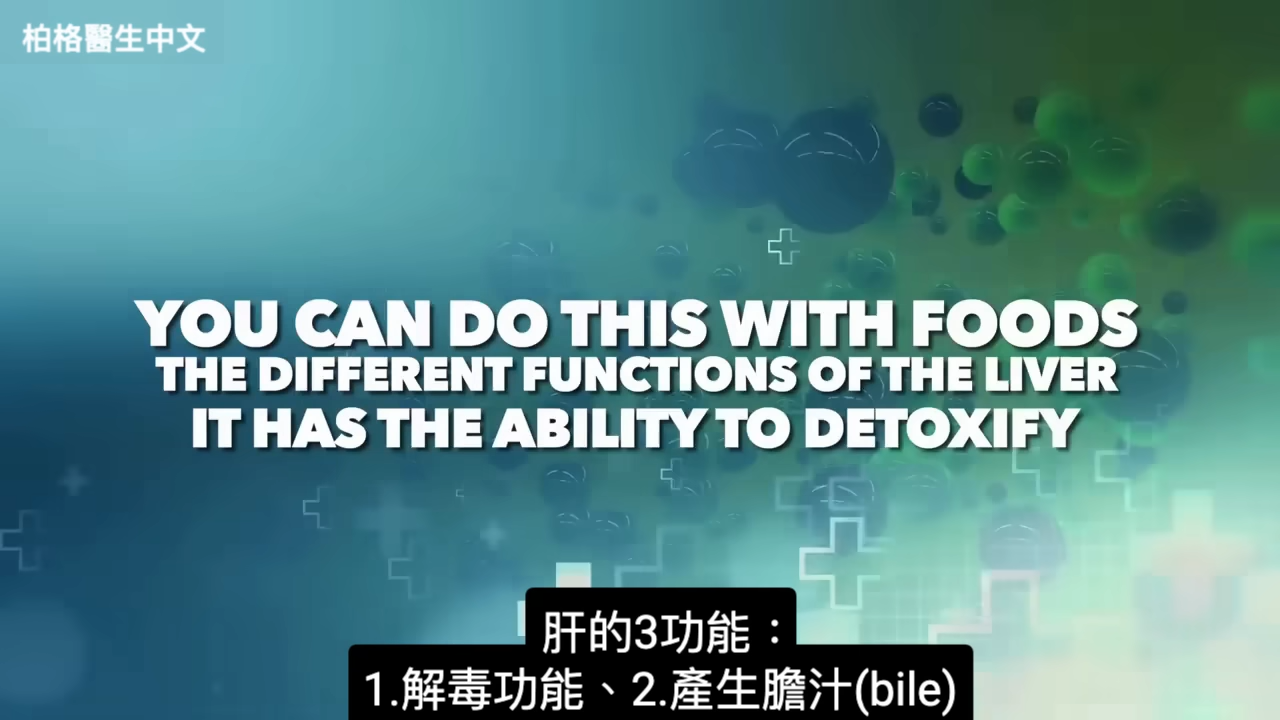 柏格醫生中文
YOU CAN DO THIS WITH FOODS
THE DIFFERENT FUNCTIONS OF THE LIVER
IT HAS THE ABILITY TO DETOXIFY
肝的3功能：
1.解毒功能、2.產生膽汁(bile)